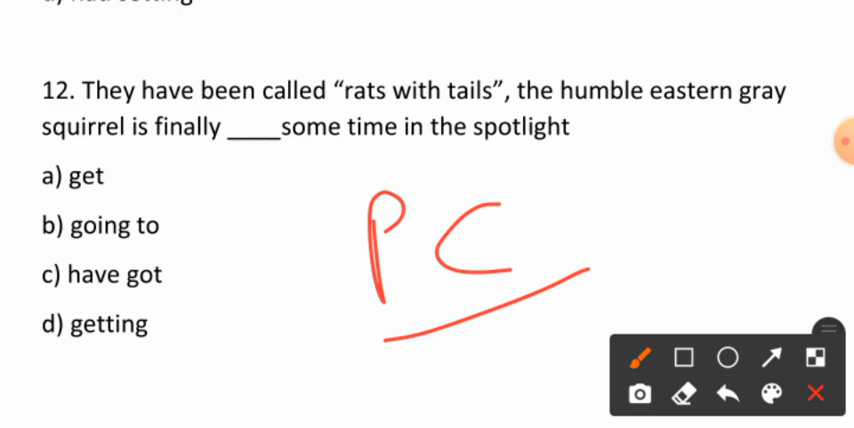 12. They have been called “rats with tails”, the humble eastern gray
squirrel is finally ____some time in the spotlight
a) get
b) going to
c) have got
d) getting
PC